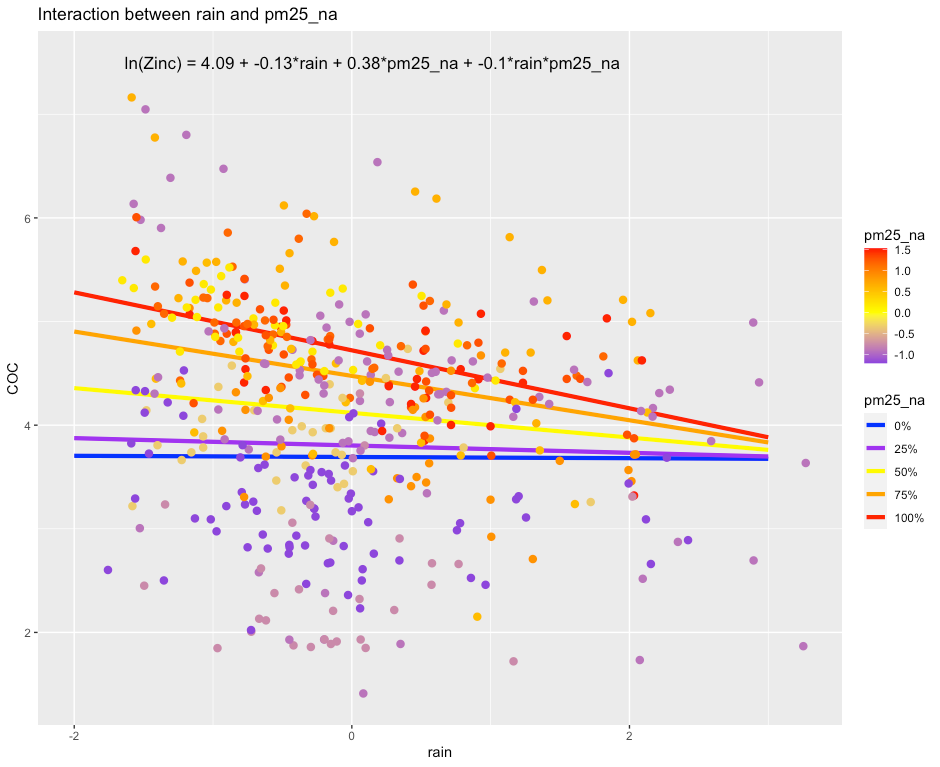 Interaction between rain and pm25_na
ln(Zinc) = 4.09 + -0.13*rain + 0.38*pm25_na + -0.1*rain*pm25_na
6
4
2
COC
-2
0
2
rain
pm25_na
1.5
1.0
0.5
0.0
-0.5
-1.0
pm25_na
0%
25%
50%
75%
100%